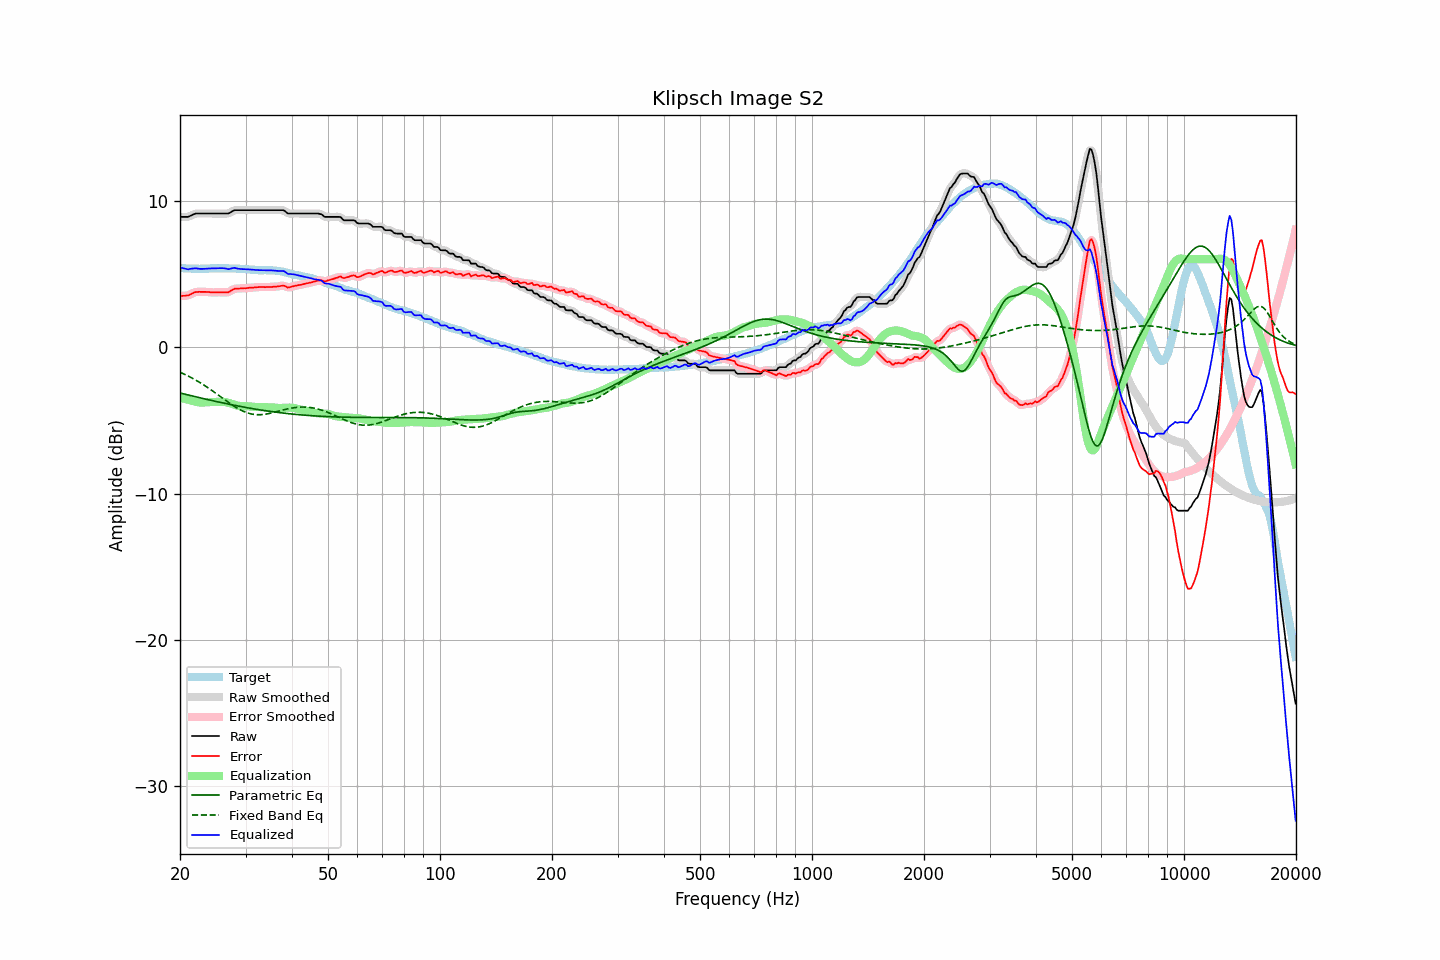 Klipsch Image S2
Amplitude (dBr)
10
0
−10
−20
−30
Target
Raw Smoothed
Error Smoothed
Raw
Error
Equalization
Parametric Eq
Fixed Band Eq
Equalized
20 50 100 200 500 1000 2000 5000 10000 20000
Frequency (Hz)